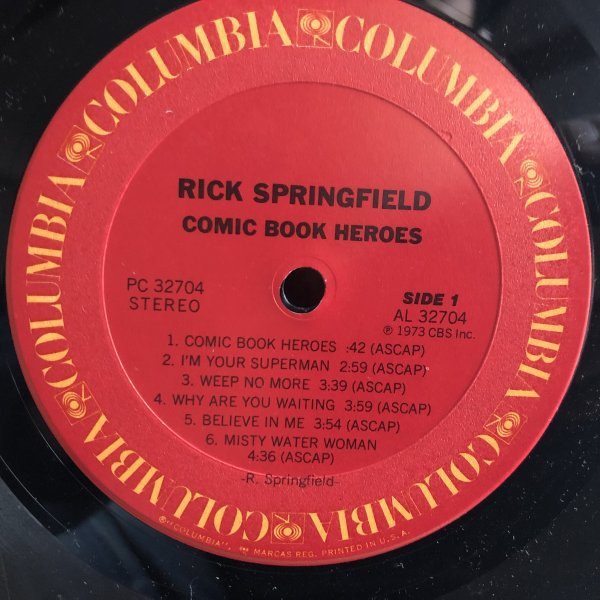 COLUMBIA COLUMBIA COLUMBIA COLUMBIA COLUMBIA COLUMBIA
RICK SPRINGFIELD
COMIC BOOK HEROES
PC 32704
STEREO
SIDE 1
AL 32704
℗ 1973 CBS Inc.
1. COMIC BOOK HEROES :42 (ASCAP)
2. I'M YOUR SUPERMAN 2:59 (ASCAP)
3. WEEP NO MORE 3:39 (ASCAP)
4. WHY ARE YOU WAITING 3:59 (ASCAP)
5. BELIEVE IN ME 3:54 (ASCAP)
6. MISTY WATER WOMAN
4:36 (ASCAP)
-R. Springfield-
"COLUMBIA", MARCAS REG. PRINTED IN U.S.A.